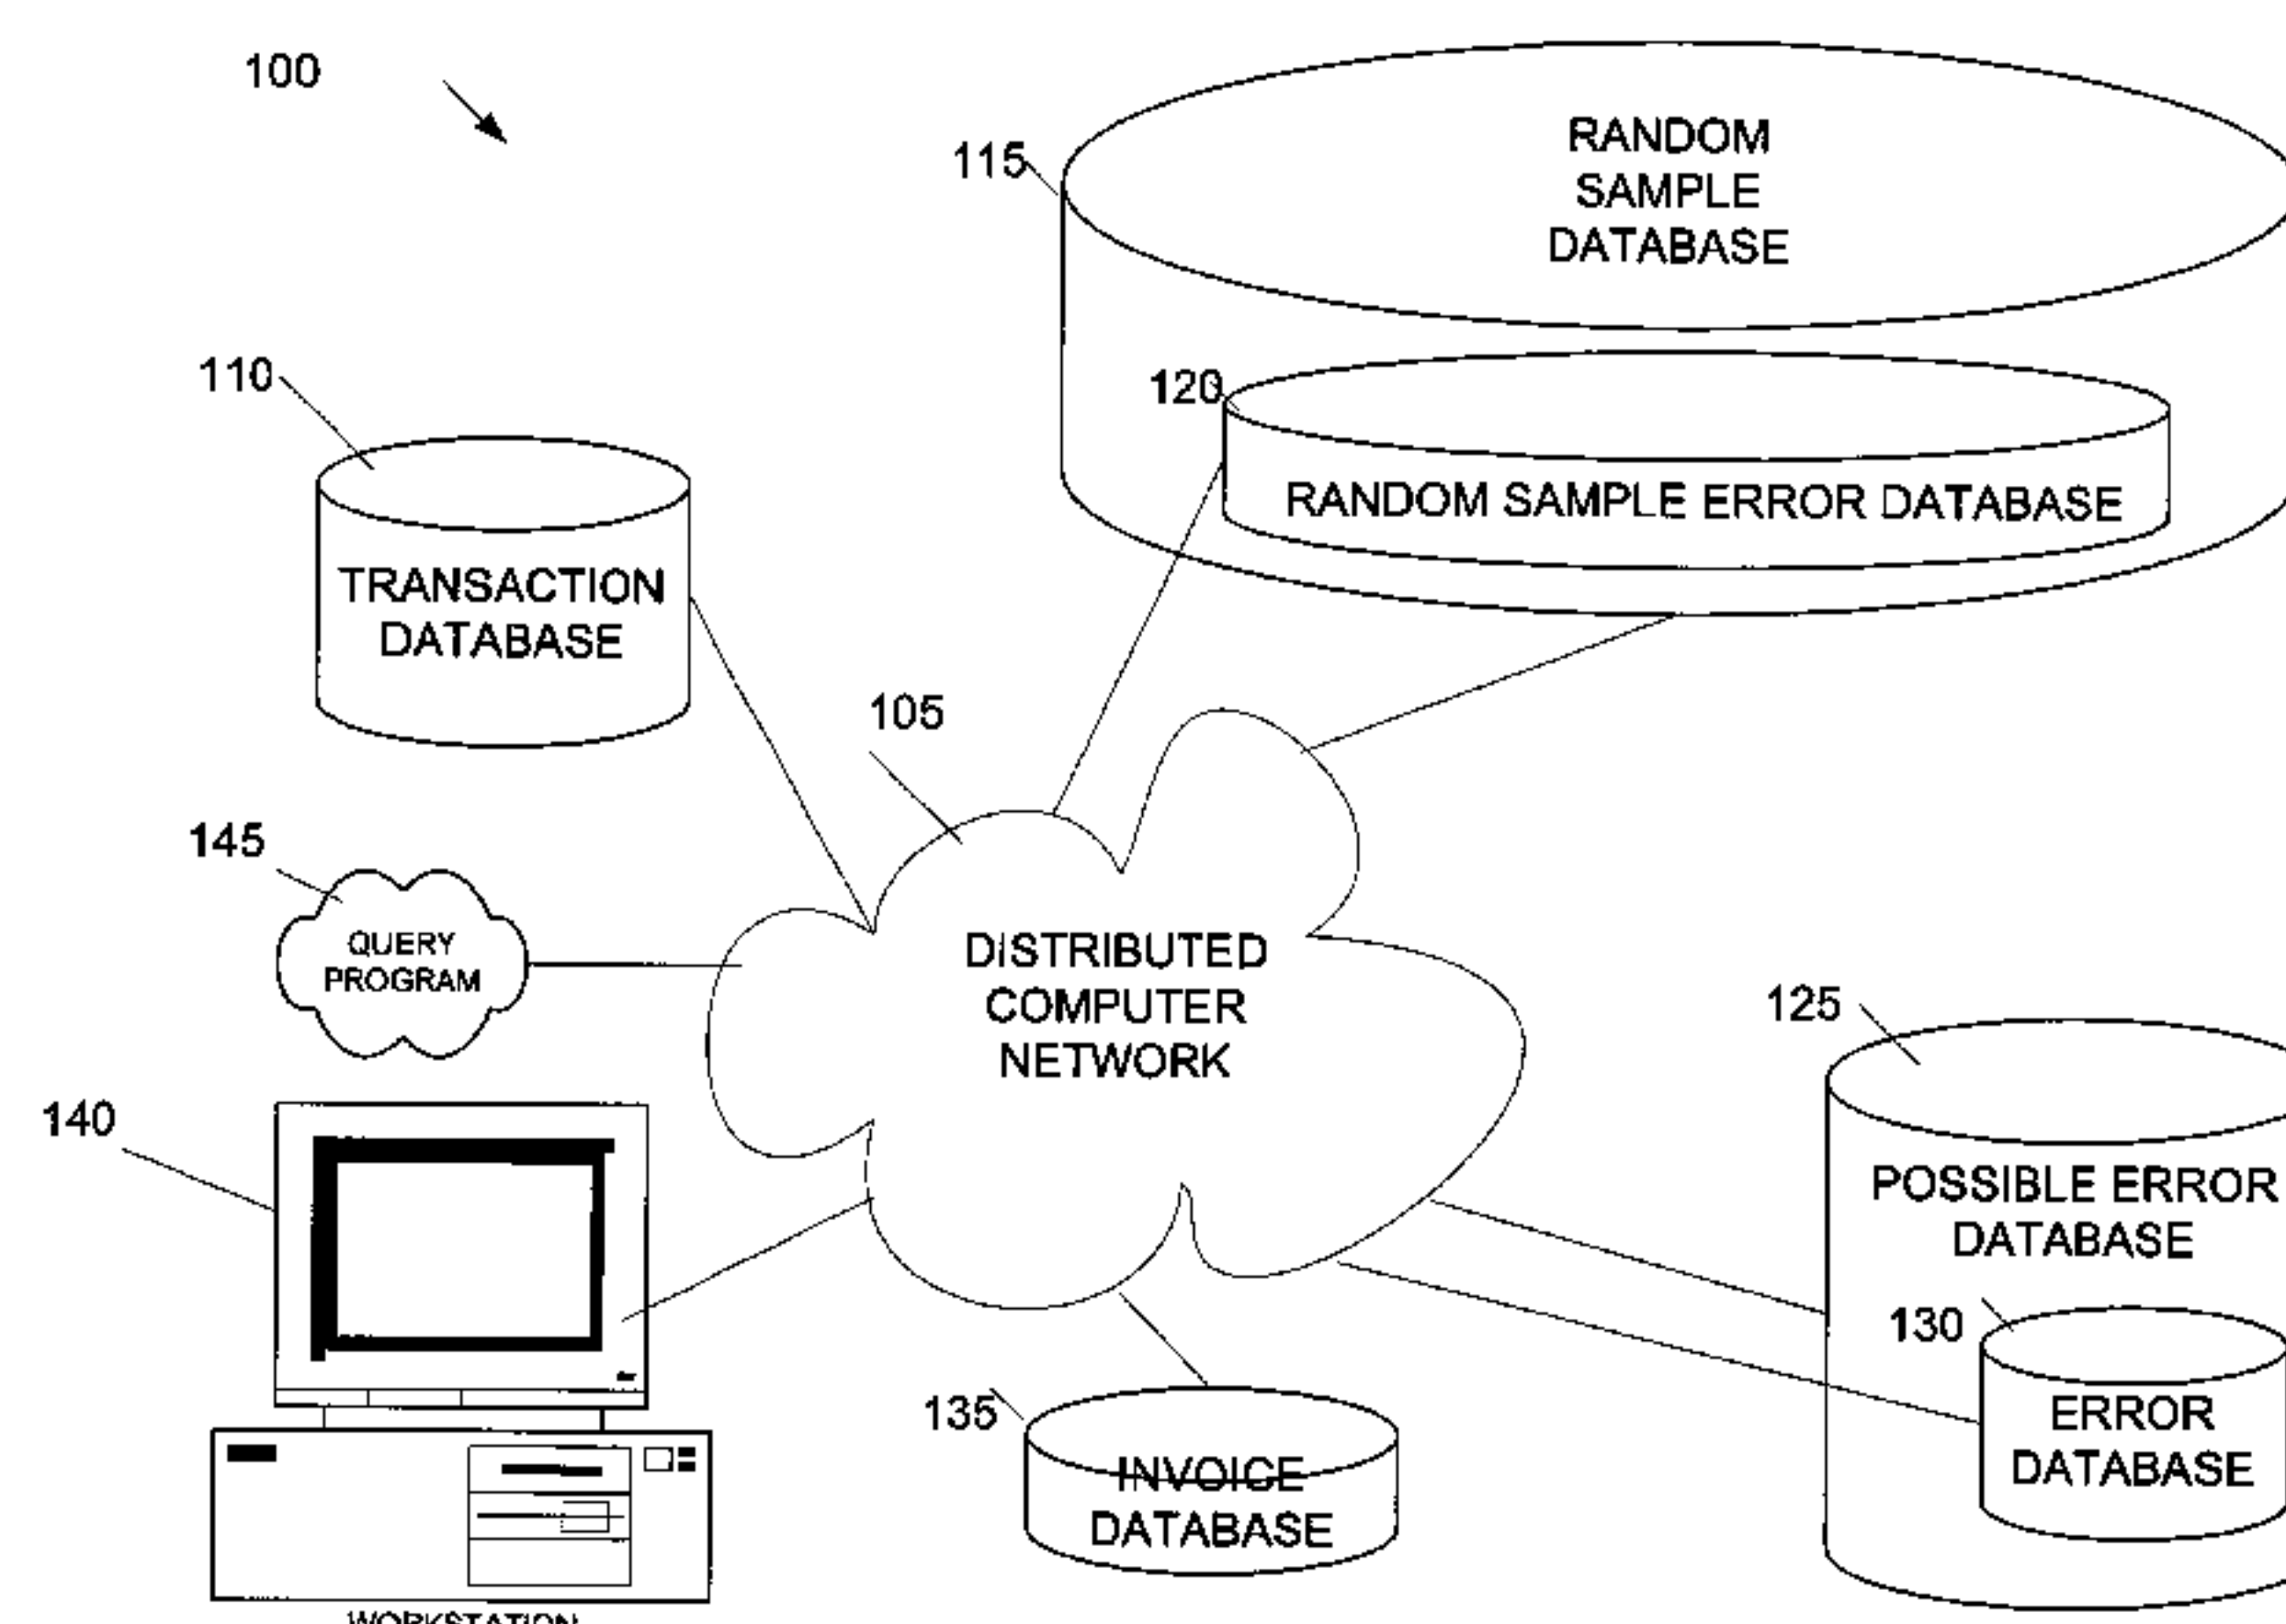 100
115
RANDOM
SAMPLE
DATABASE
110
120
RANDOM SAMPLE ERROR DATABASE
TRANSACTION
DATABASE
105
145
QUERY
PROGRAM
DISTRIBUTED
COMPUTER
NETWORK
125
140
POSSIBLE ERROR
DATABASE
130
ERROR
DATABASE
135
INVOICE
DATABASE
WORKSTATION